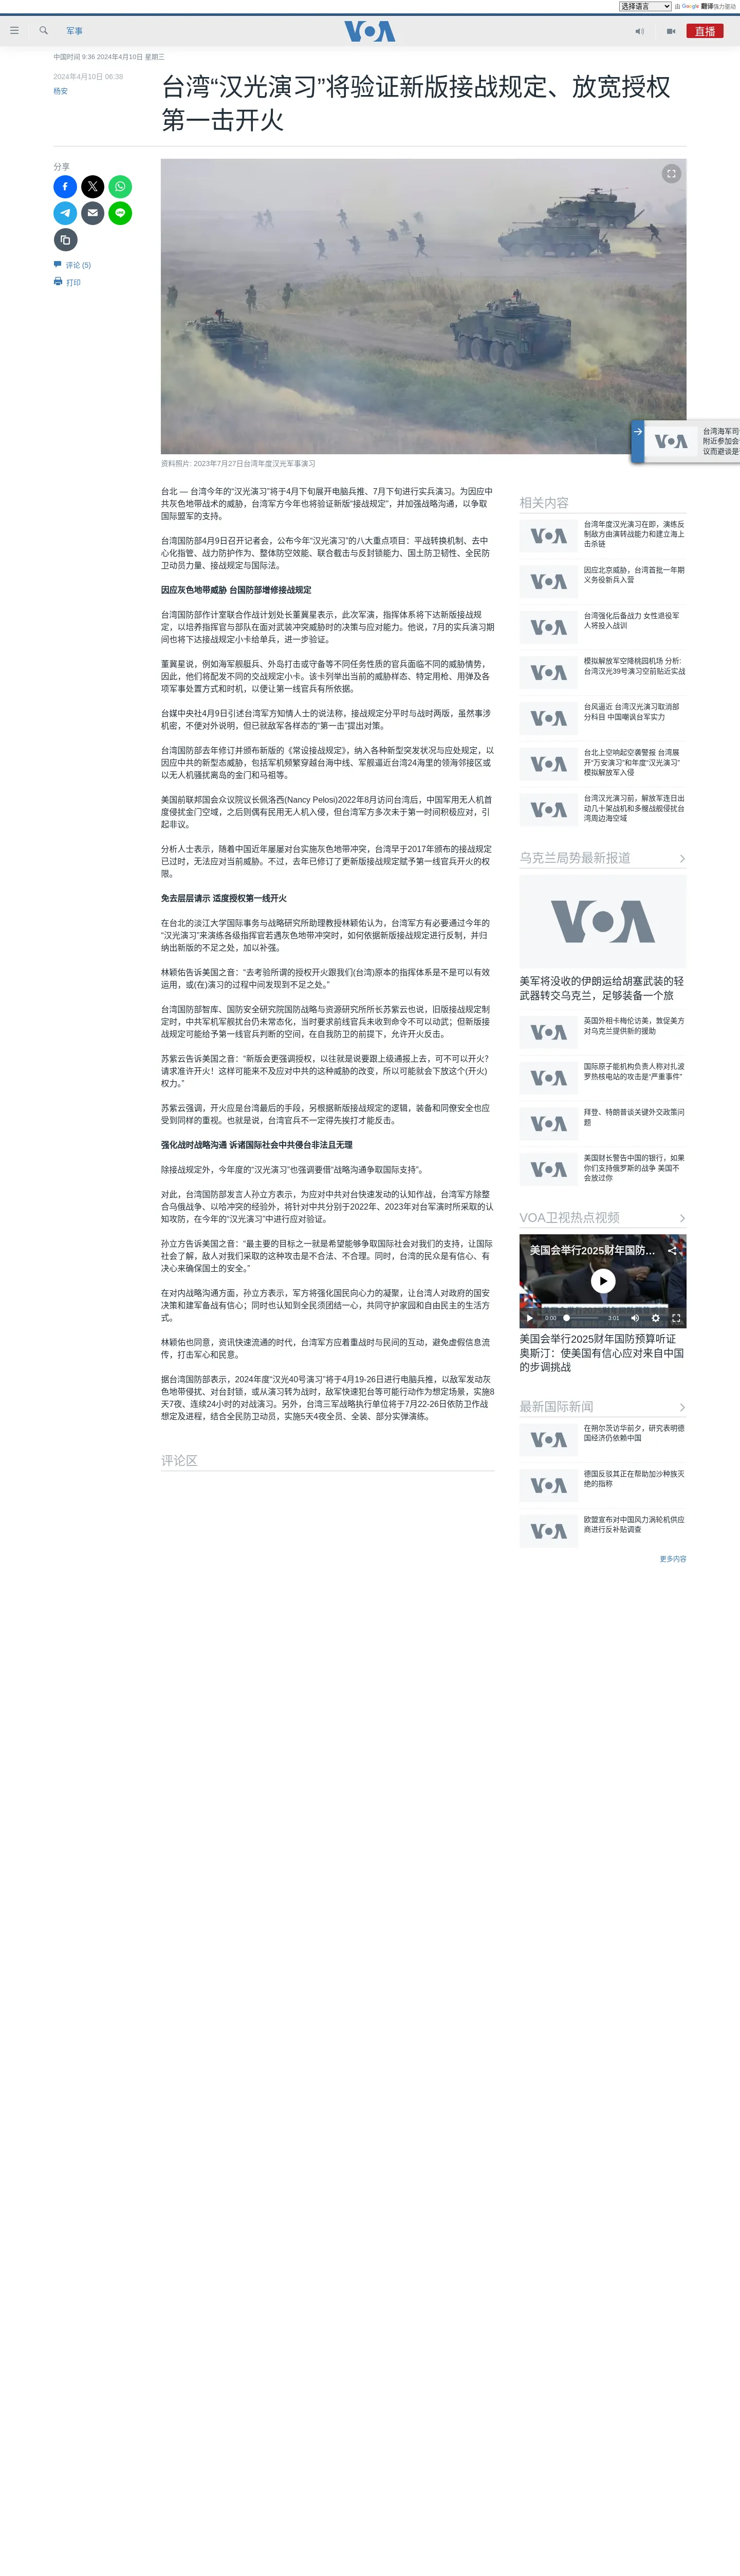 选择语言
由 Google 翻译强力驱动
军事
VOA
直播
中国时间 9:36 2024年4月10日 星期三
2024年4月10日 06:38
杨安
台湾“汉光演习”将验证新版接战规定、放宽授权
第一击开火
分享
评论 (5)
打印
资料照片: 2023年7月27日台湾年度汉光军事演习
VOA
台湾海军司
附近参加会
议而避谈是
台北 — 台湾今年的“汉光演习”将于4月下旬展开电脑兵推、7月下旬进行实兵演习。为因应中
共灰色地带战术的威胁，台湾军方今年也将验证新版“接战规定”，并加强战略沟通，以争取
国际盟军的支持。
台湾国防部4月9日召开记者会，公布今年“汉光演习”的八大重点项目：平战转换机制、去中
心化指管、战力防护作为、整体防空效能、联合截击与反封锁能力、国土防卫韧性、全民防
卫动员力量、接战规定与国际法。
因应灰色地带威胁 台国防部增修接战规定
台湾国防部作计室联合作战计划处长董冀星表示，此次军演，指挥体系将下达新版接战规
定，以培养指挥官与部队在面对武装冲突威胁时的决策与应对能力。他说，7月的实兵演习期
间也将下达接战规定小卡给单兵，进一步验证。
董冀星说，例如海军舰艇兵、外岛打击或守备等不同任务性质的官兵面临不同的威胁情势，
因此，他们将配发不同的交战规定小卡。该卡列举出当前的威胁样态、特定用枪、用弹及各
项军事处置方式和时机，以便让第一线官兵有所依据。
台媒中央社4月9日引述台湾军方知情人士的说法称，接战规定分平时与战时两版，虽然事涉
机密，不便对外说明，但已就敌军各样态的“第一击”提出对策。
台湾国防部去年修订并颁布新版的《常设接战规定》，纳入各种新型突发状况与应处规定，以
因应中共的新型态威胁，包括军机频繁穿越台海中线、军舰逼近台湾24海里的领海邻接区或
以无人机骚扰离岛的金门和马祖等。
美国前联邦国会众议院议长佩洛西(Nancy Pelosi)2022年8月访问台湾后，中国军用无人机首
度侵扰金门空域，之后则偶有民用无人机入侵，但台湾军方多次未于第一时间积极应对，引
起非议。
分析人士表示，随着中国近年屡屡对台实施灰色地带冲突，台湾早于2017年颁布的接战规定
已过时，无法应对当前威胁。不过，去年已修订了更新版接战规定赋予第一线官兵开火的权
限。
免去层层请示 适度授权第一线开火
在台北的淡江大学国际事务与战略研究所助理教授林颖佑认为，台湾军方有必要通过今年的
“汉光演习”来演练各级指挥官若遇灰色地带冲突时，如何依据新版接战规定进行反制，并归
纳出新版的不足之处，加以补强。
林颖佑告诉美国之音：“去考验所谓的授权开火跟我们(台湾)原本的指挥体系是不是可以有效
运用，或(在)演习的过程中间发现到不足之处。”
台湾国防部智库、国防安全研究院国防战略与资源研究所所长苏紫云也说，旧版接战规定制
定时，中共军机军舰扰台仍未常态化，当时要求前线官兵未收到命令不可以动武；但新版接
战规定可能给予第一线官兵判断的空间，在自我防卫的前提下，允许开火反击。
苏紫云告诉美国之音：“新版会更强调授权，以往就是说要跟上级通报上去，可不可以开火?
请求准许开火！这样可能来不及应对中共的这种威胁的改变，所以可能就会下放这个(开火)
权力。”
苏紫云强调，开火应是台湾最后的手段，另根据新版接战规定的逻辑，装备和同僚安全也应
受到同样的重视。也就是说，台湾官兵不一定得先挨打才能反击。
强化战时战略沟通 诉诸国际社会中共侵台非法且无理
除接战规定外，今年度的“汉光演习”也强调要借“战略沟通争取国际支持”。
对此，台湾国防部发言人孙立方表示，为应对中共对台快速发动的认知作战，台湾军方除整
合乌俄战争、以哈冲突的经验外，将针对中共分别于2022年、2023年对台军演时所采取的认
知攻防，在今年的“汉光演习”中进行应对验证。
孙立方告诉美国之音：“最主要的目标之一就是希望能够争取国际社会对我们的支持，让国际
社会了解，敌人对我们采取的这种攻击是不合法、不合理。同时，台湾的民众是有信心、有
决心来确保国土的安全。”
在对内战略沟通方面，孙立方表示，军方将强化国民向心力的凝聚，让台湾人对政府的国安
决策和建军备战有信心；同时也认知到全民须团结一心，共同守护家园和自由民主的生活方
式。
林颖佑也同意，资讯快速流通的时代，台湾军方应着重战时与民间的互动，避免虚假信息流
传，打击军心和民意。
据台湾国防部表示，2024年度“汉光40号演习”将于4月19-26日进行电脑兵推，以敌军发动灰
色地带侵扰、对台封锁，或从演习转为战时，敌军快速犯台等可能行动作为想定场景，实施8
天7夜、连续24小时的对战演习。另外，台湾三军战略执行单位将于7月22-26日依防卫作战
想定及进程，结合全民防卫动员，实施5天4夜全员、全装、部分实弹演练。
评论区
相关内容
VOA
台湾年度汉光演习在即，演练反
制敌方由演转战能力和建立海上
击杀链
VOA
因应北京威胁，台湾首批一年期
义务役新兵入营
VOA
台湾强化后备战力 女性退役军
人将投入战训
VOA
模拟解放军空降桃园机场 分析:
台湾汉光39号演习空前贴近实战
VOA
台风逼近 台湾汉光演习取消部
分科目 中国嘲讽台军实力
VOA
台北上空响起空袭警报 台湾展
开“万安演习”和年度“汉光演习”
模拟解放军入侵
VOA
台湾汉光演习前，解放军连日出
动几十架战机和多艘战舰侵扰台
湾周边海空域
乌克兰局势最新报道
VOA
美军将没收的伊朗运给胡塞武装的轻
武器转交乌克兰，足够装备一个旅
VOA
英国外相卡梅伦访美，敦促美方
对乌克兰提供新的援助
VOA
国际原子能机构负责人称对扎波
罗热核电站的攻击是“严重事件”
VOA
拜登、特朗普谈关键外交政策问
题
VOA
美国财长警告中国的银行，如果
你们支持俄罗斯的战争 美国不
会放过你
VOA卫视热点视频
美国会举行2025财年国防...
0:00
3:01
美国会举行2025财年国防预算听证
奥斯汀：使美国有信心应对来自中国
的步调挑战
最新国际新闻
VOA
在朔尔茨访华前夕，研究表明德
国经济仍依赖中国
VOA
德国反驳其正在帮助加沙种族灭
绝的指称
VOA
欧盟宣布对中国风力涡轮机供应
商进行反补贴调查
更多内容